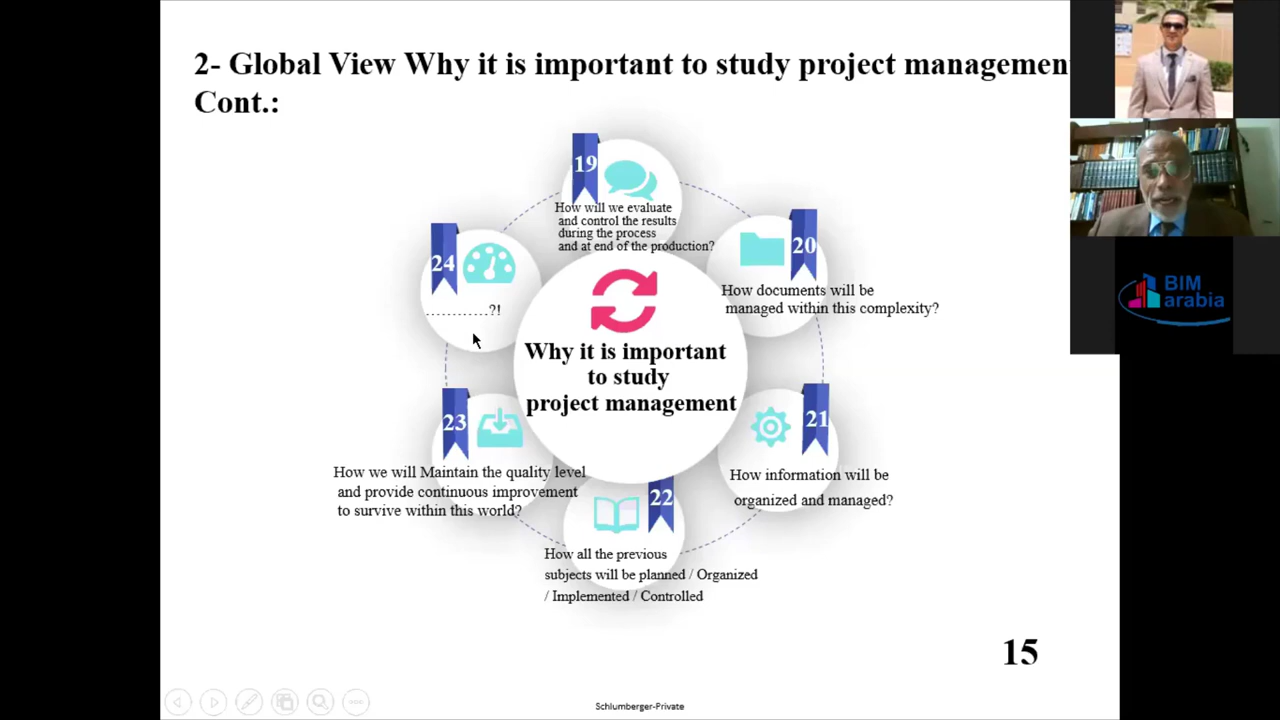 2- Global View Why it is important to study project managemen
Cont.:
19
How will we evaluate
and control the results
during the process
and at end of the production?
20
How documents will be
managed within this complexity?
21
How information will be
organized and managed?
22
How all the previous
subjects will be planned / Organized
/ Implemented / Controlled
23
How we will Maintain the quality level
and provide continuous improvement
to survive within this world?
24
............?!
Why it is important
to study
project management
15
Schlumberger-Private
BIM
arabia